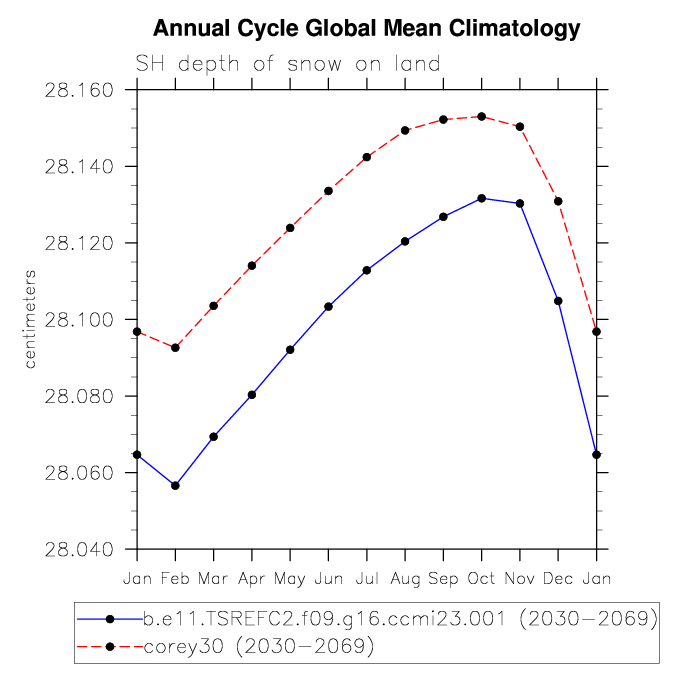 Annual Cycle Global Mean Climatology
SH depth of snow on land
28.160
28.140
28.120
28.100
28.080
28.060
28.040
centimeters
Jan Feb Mar Apr May Jun Jul Aug Sep Oct Nov Dec Jan
b.e11.TSREFC2.f09.g16.ccmi23.001 (2030-2069)
corey30 (2030-2069)